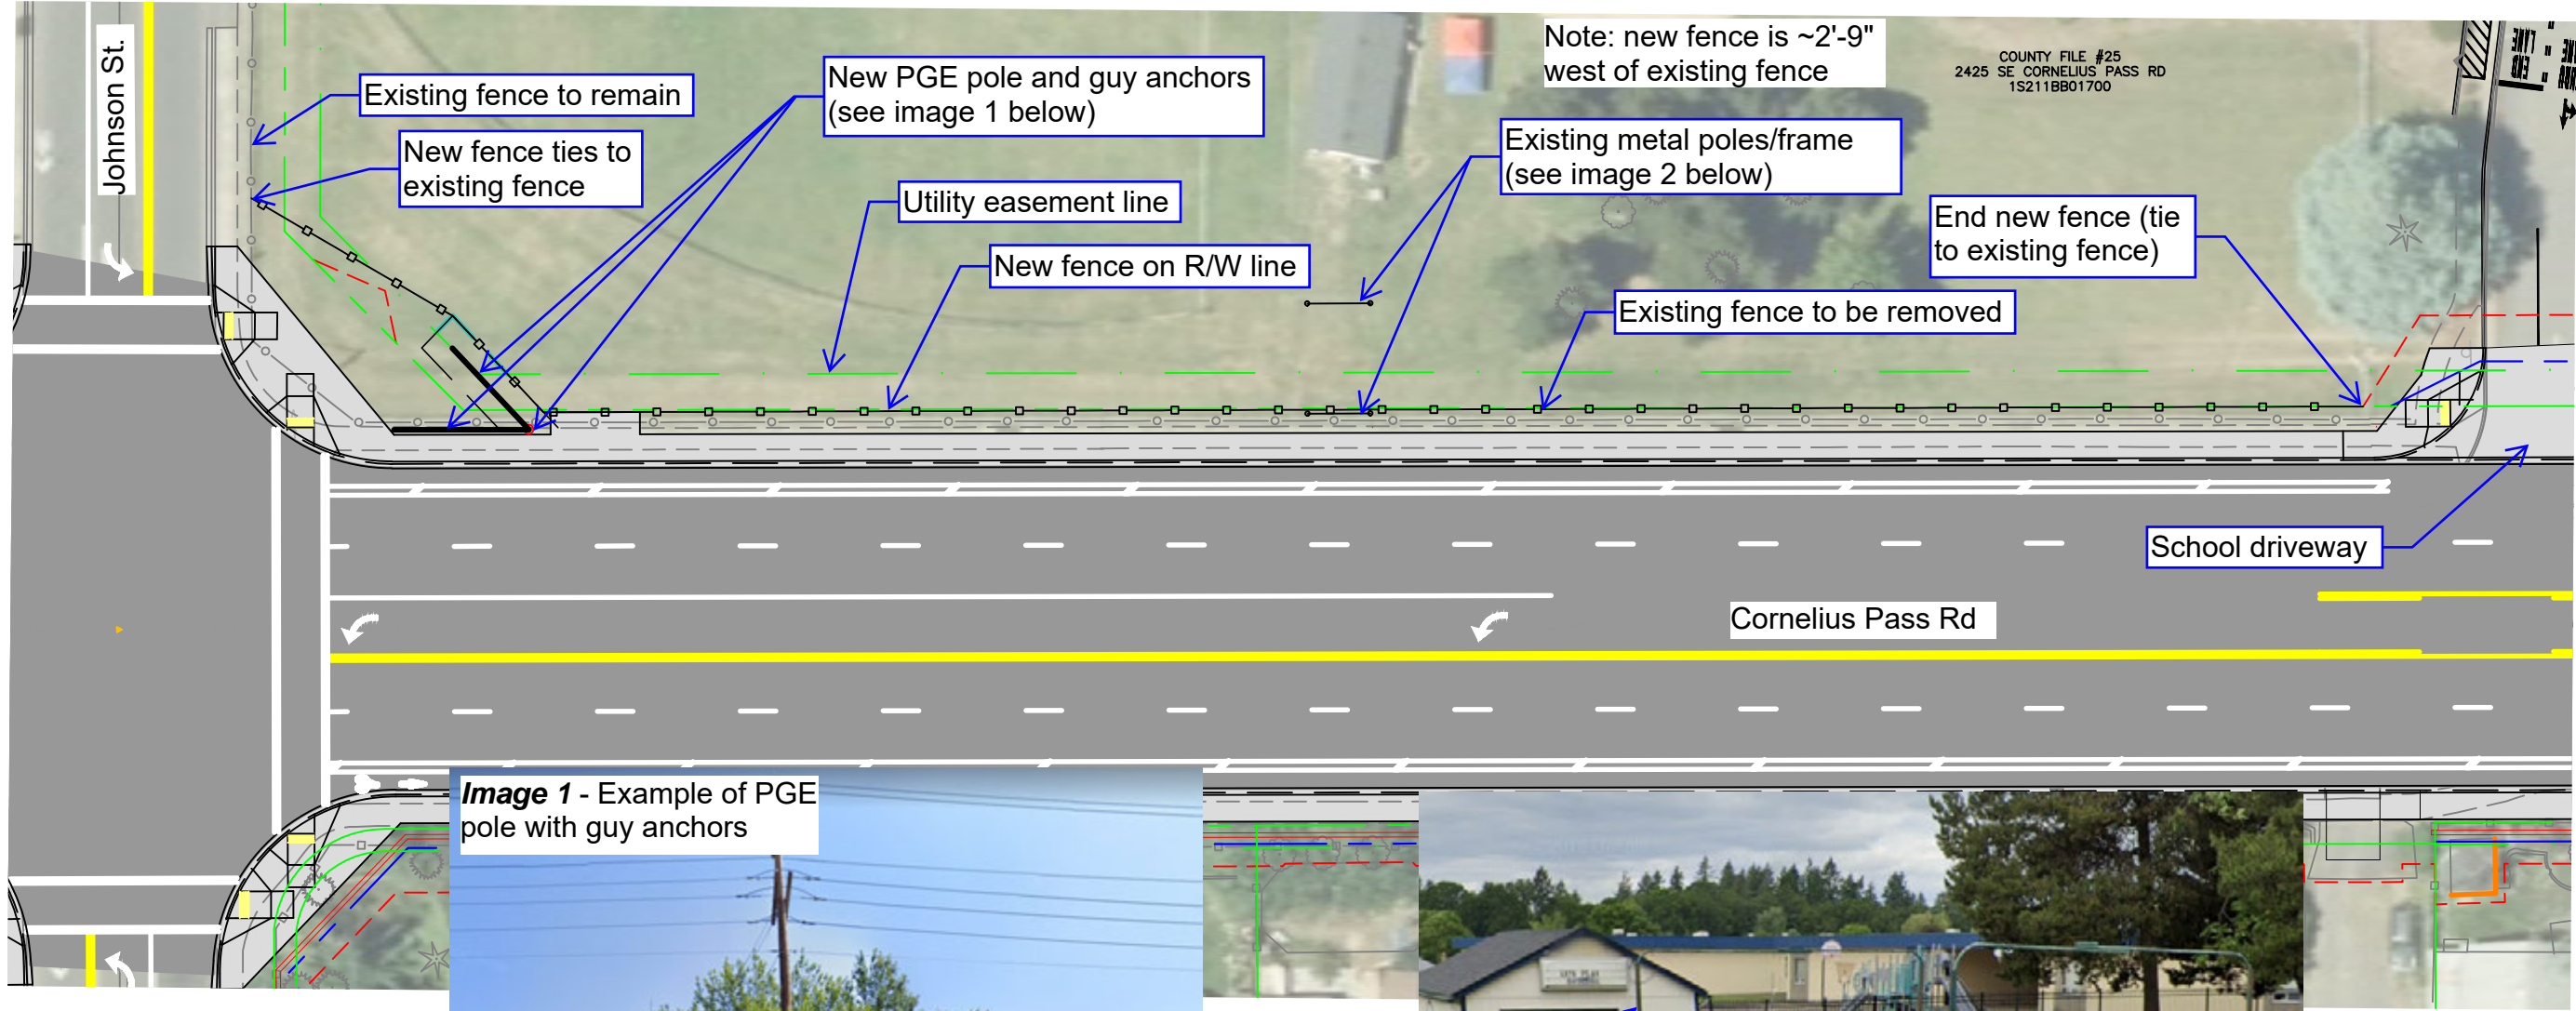 Johnson St.
Existing fence to remain
New fence ties to
existing fence
New PGE pole and guy anchors
(see image 1 below)
Utility easement line
New fence on R/W line
Note: new fence is ~2'-9"
west of existing fence
COUNTY FILE #25
2425 SE CORNELIUS PASS RD
1S211BB01700
Existing metal poles/frame
(see image 2 below)
End new fence (tie
to existing fence)
Existing fence to be removed
School driveway
Cornelius Pass Rd
Image 1 - Example of PGE
pole with guy anchors